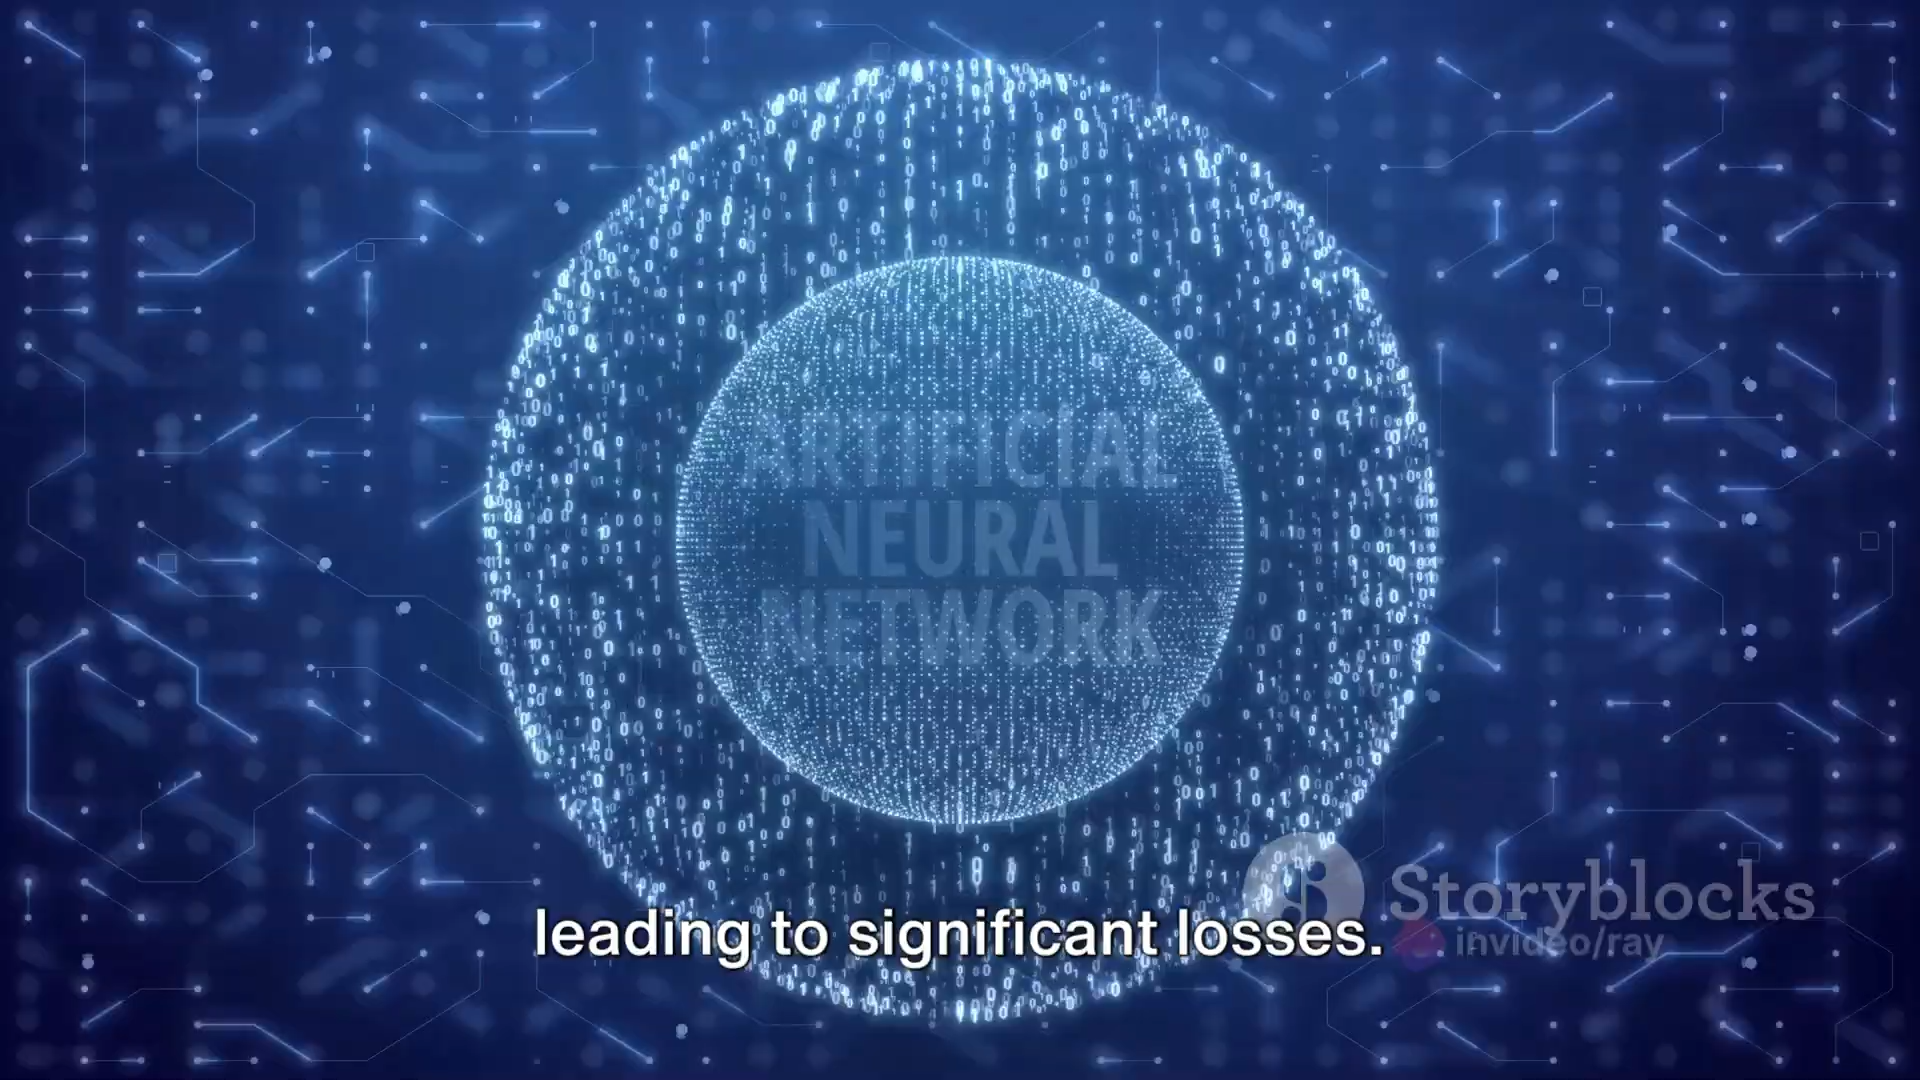 ARTIFICIAL
NEURAL
NETWORK
Storyblocks
leading to significant losses.
invideo/ray